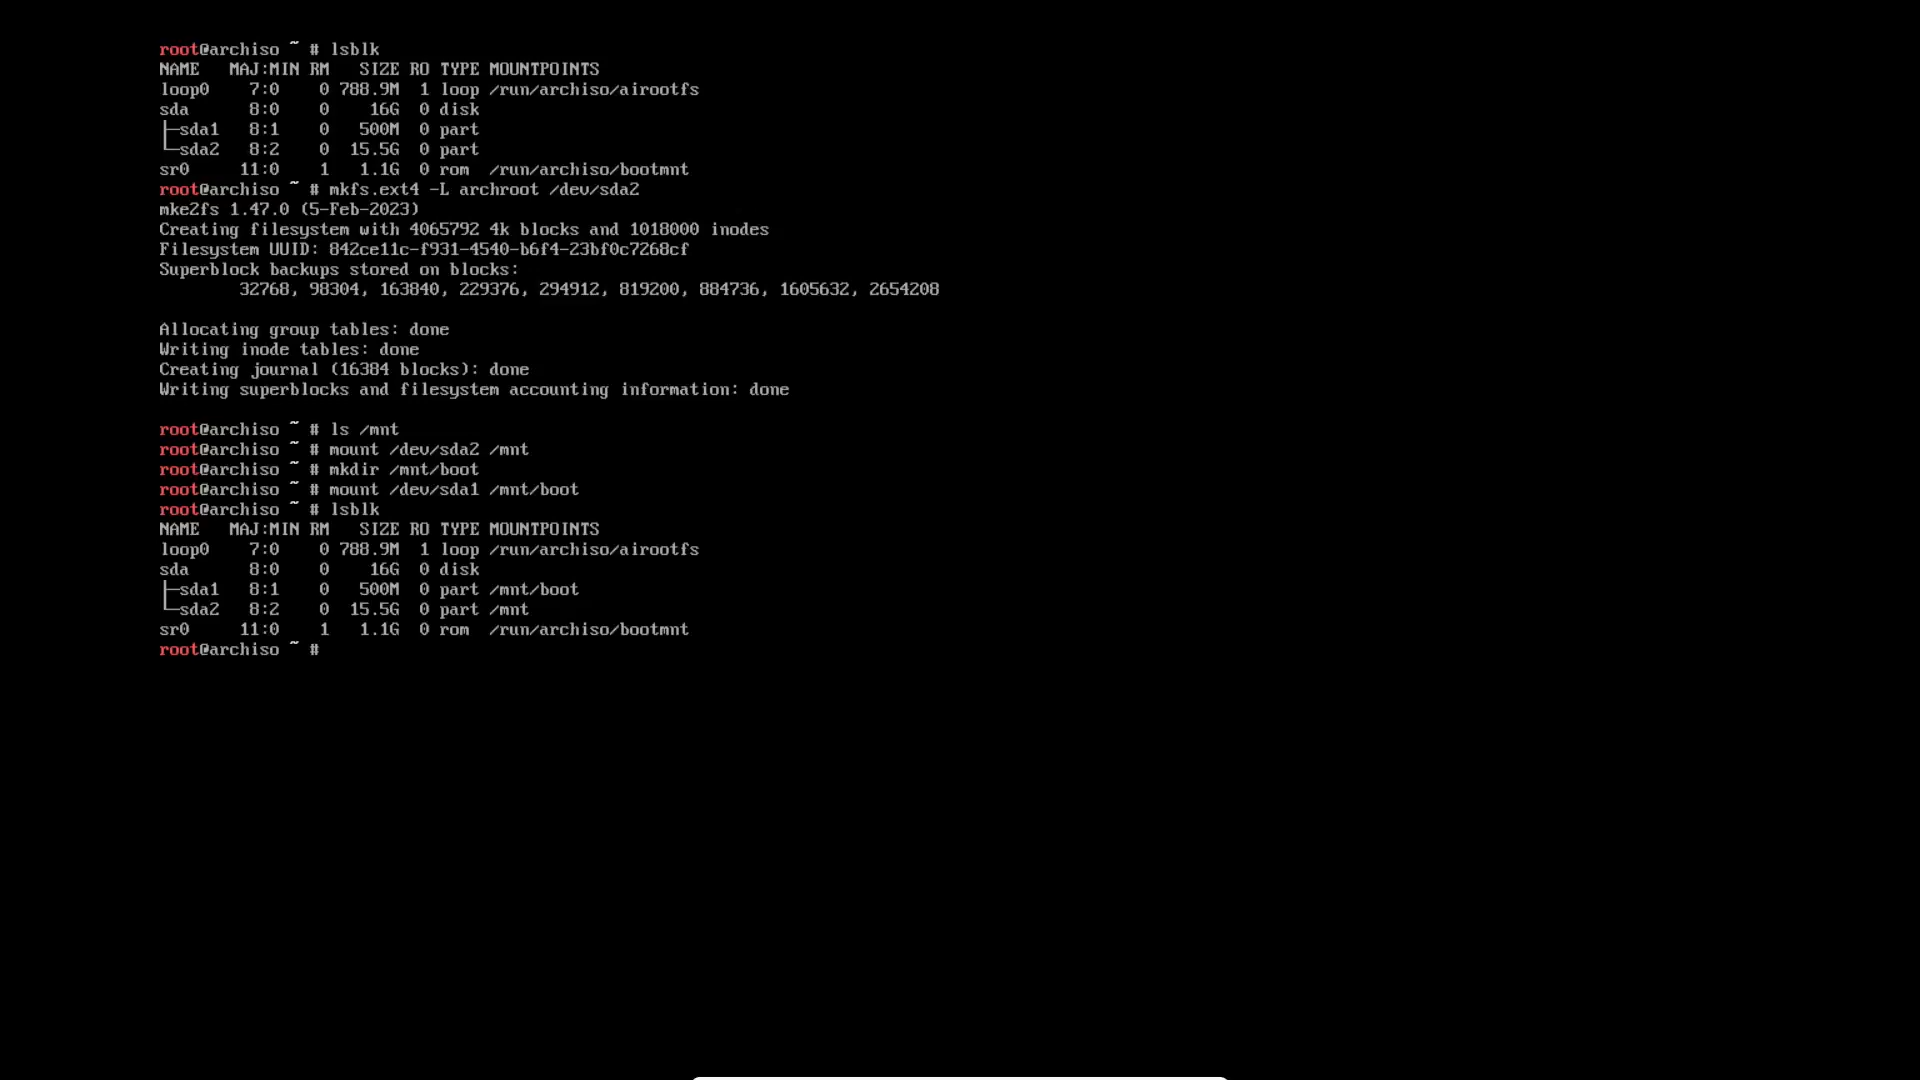 root@archiso ~ # lsblk
NAME   MAJ:MIN RM   SIZE RO TYPE MOUNTPOINTS
loop0    7:0    0 788.9M  1 loop /run/archiso/airootfs
sda      8:0    0    16G  0 disk
├─sda1   8:1    0   500M  0 part
└─sda2   8:2    0  15.5G  0 part
sr0     11:0    1   1.1G  0 rom  /run/archiso/bootmnt
root@archiso ~ # mkfs.ext4 -L archroot /dev/sda2
mke2fs 1.47.0 (5-Feb-2023)
Creating filesystem with 4065792 4k blocks and 1018000 inodes
Filesystem UUID: 842ce11c-f931-4540-b6f4-23bf0c7268cf
Superblock backups stored on blocks:
        32768, 98304, 163840, 229376, 294912, 819200, 884736, 1605632, 2654208
Allocating group tables: done
Writing inode tables: done
Creating journal (16384 blocks): done
Writing superblocks and filesystem accounting information: done
root@archiso ~ # ls /mnt
root@archiso ~ # mount /dev/sda2 /mnt
root@archiso ~ # mkdir /mnt/boot
root@archiso ~ # mount /dev/sda1 /mnt/boot
root@archiso ~ # lsblk
NAME   MAJ:MIN RM   SIZE RO TYPE MOUNTPOINTS
loop0    7:0    0 788.9M  1 loop /run/archiso/airootfs
sda      8:0    0    16G  0 disk
├─sda1   8:1    0   500M  0 part /mnt/boot
└─sda2   8:2    0  15.5G  0 part /mnt
sr0     11:0    1   1.1G  0 rom  /run/archiso/bootmnt
root@archiso ~ #